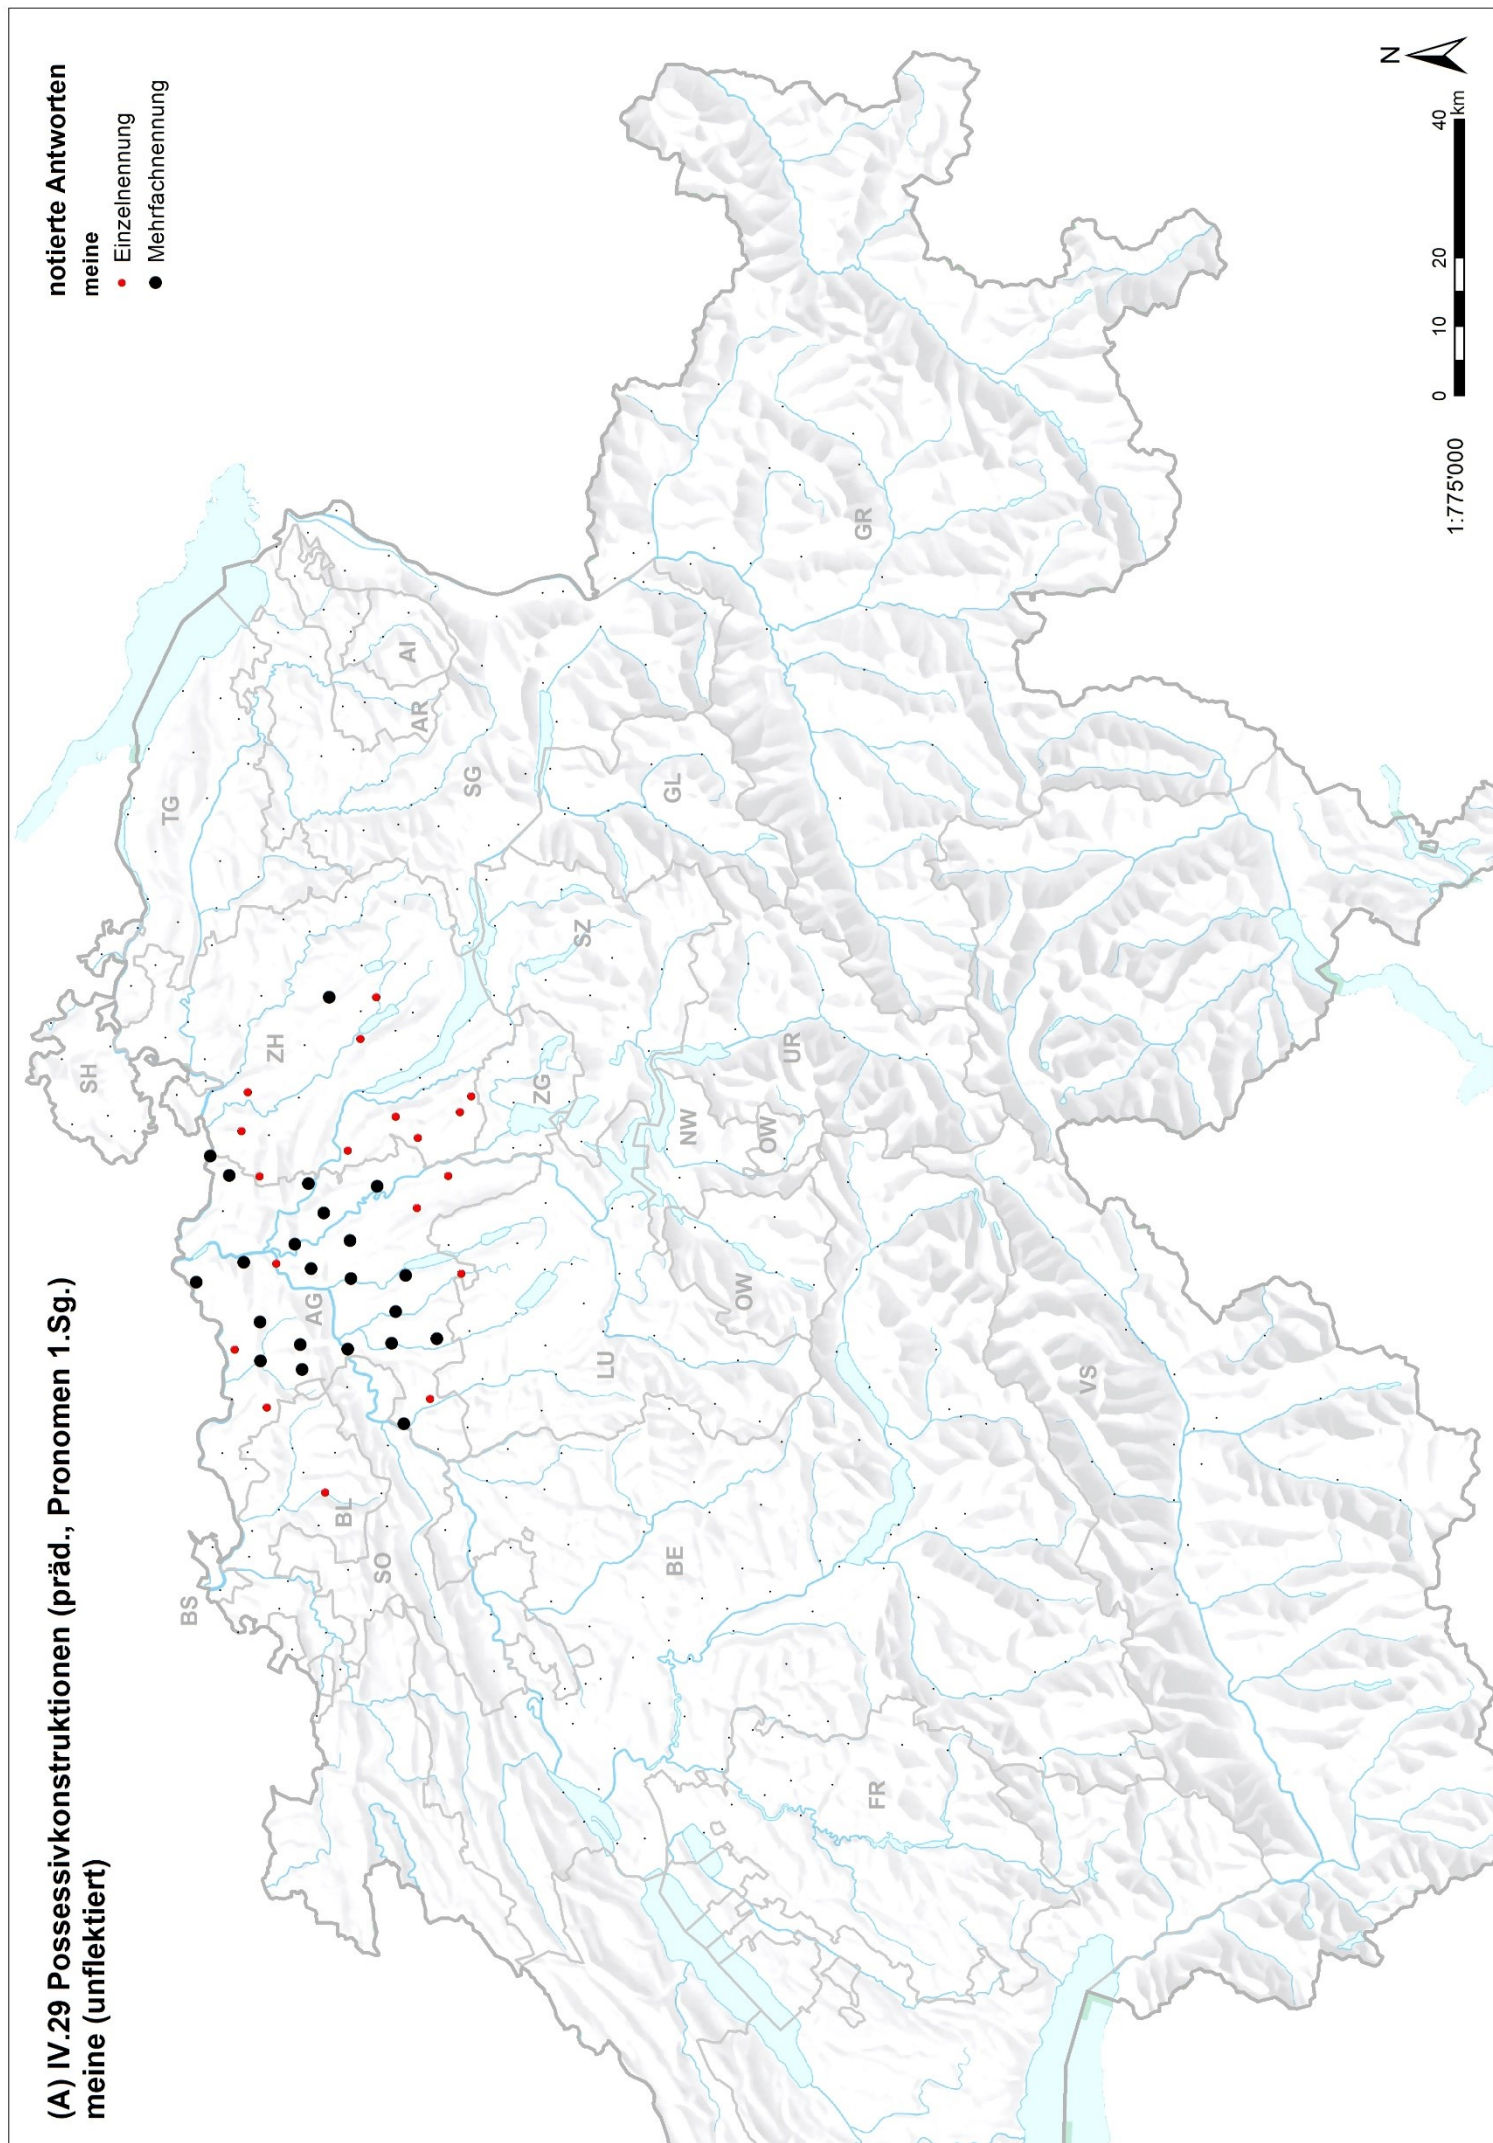 (A) IV.29 Possessivkonstruktionen (präd., Pronomen 1.Sg.)
meine (unflektiert)
notierte Antworten
meine
Einzelnennung
Mehrfachnennung
BS
SH
TG
ZH
AG
BL
SO
AI
AR
SG
ZG
SZ
GL
LU
NW
OW
OW
UR
BE
GR
FR
VS
N
0 10 20 40
km
1:775'000